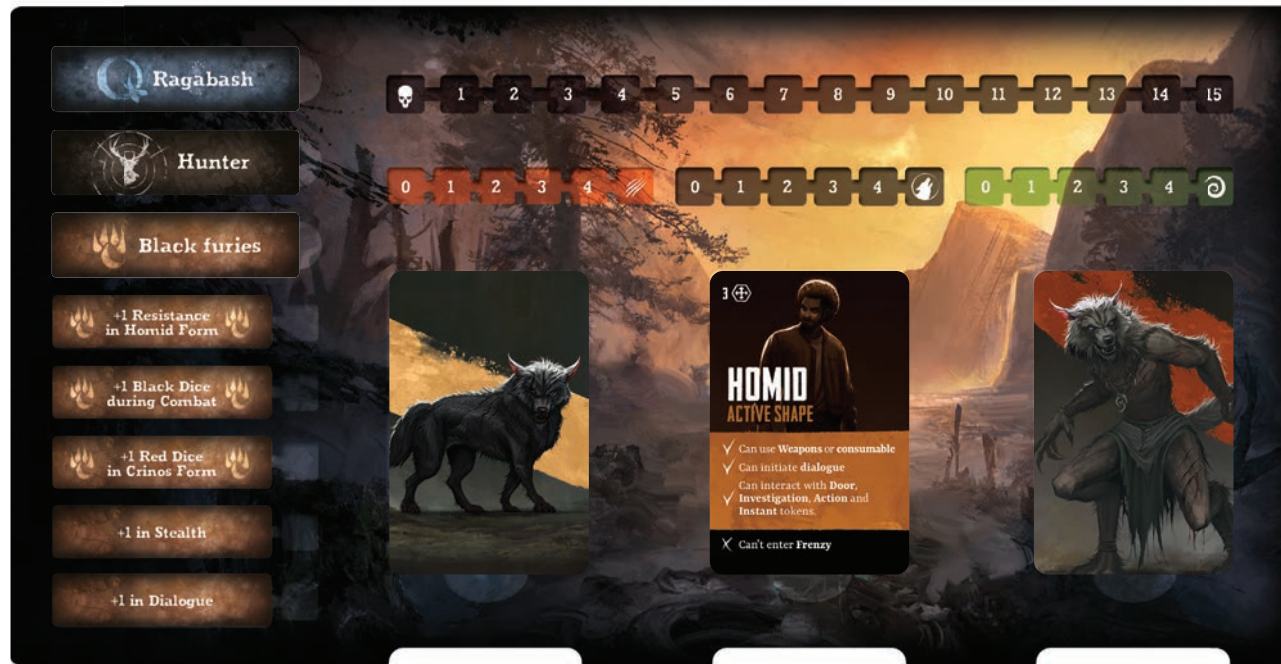 Ragabash
Hunter
Black furies
+1 Resistance
in Homid Form
+1 Black Dice
during Combat
+1 Red Dice
in Crinos Form
+1 in Stealth
+1 in Dialogue
1 2 3 4 5 6 7 8 9 10 11 12 13 14 15
0 1 2 3 4
0 1 2 3 4
0 1 2 3 4
3
HOMID
ACTIVE SHAPE
Can use Weapons or consumable
Can initiate dialogue
Can interact with Door,
Investigation, Action and
Instant tokens.
Can't enter Frenzy